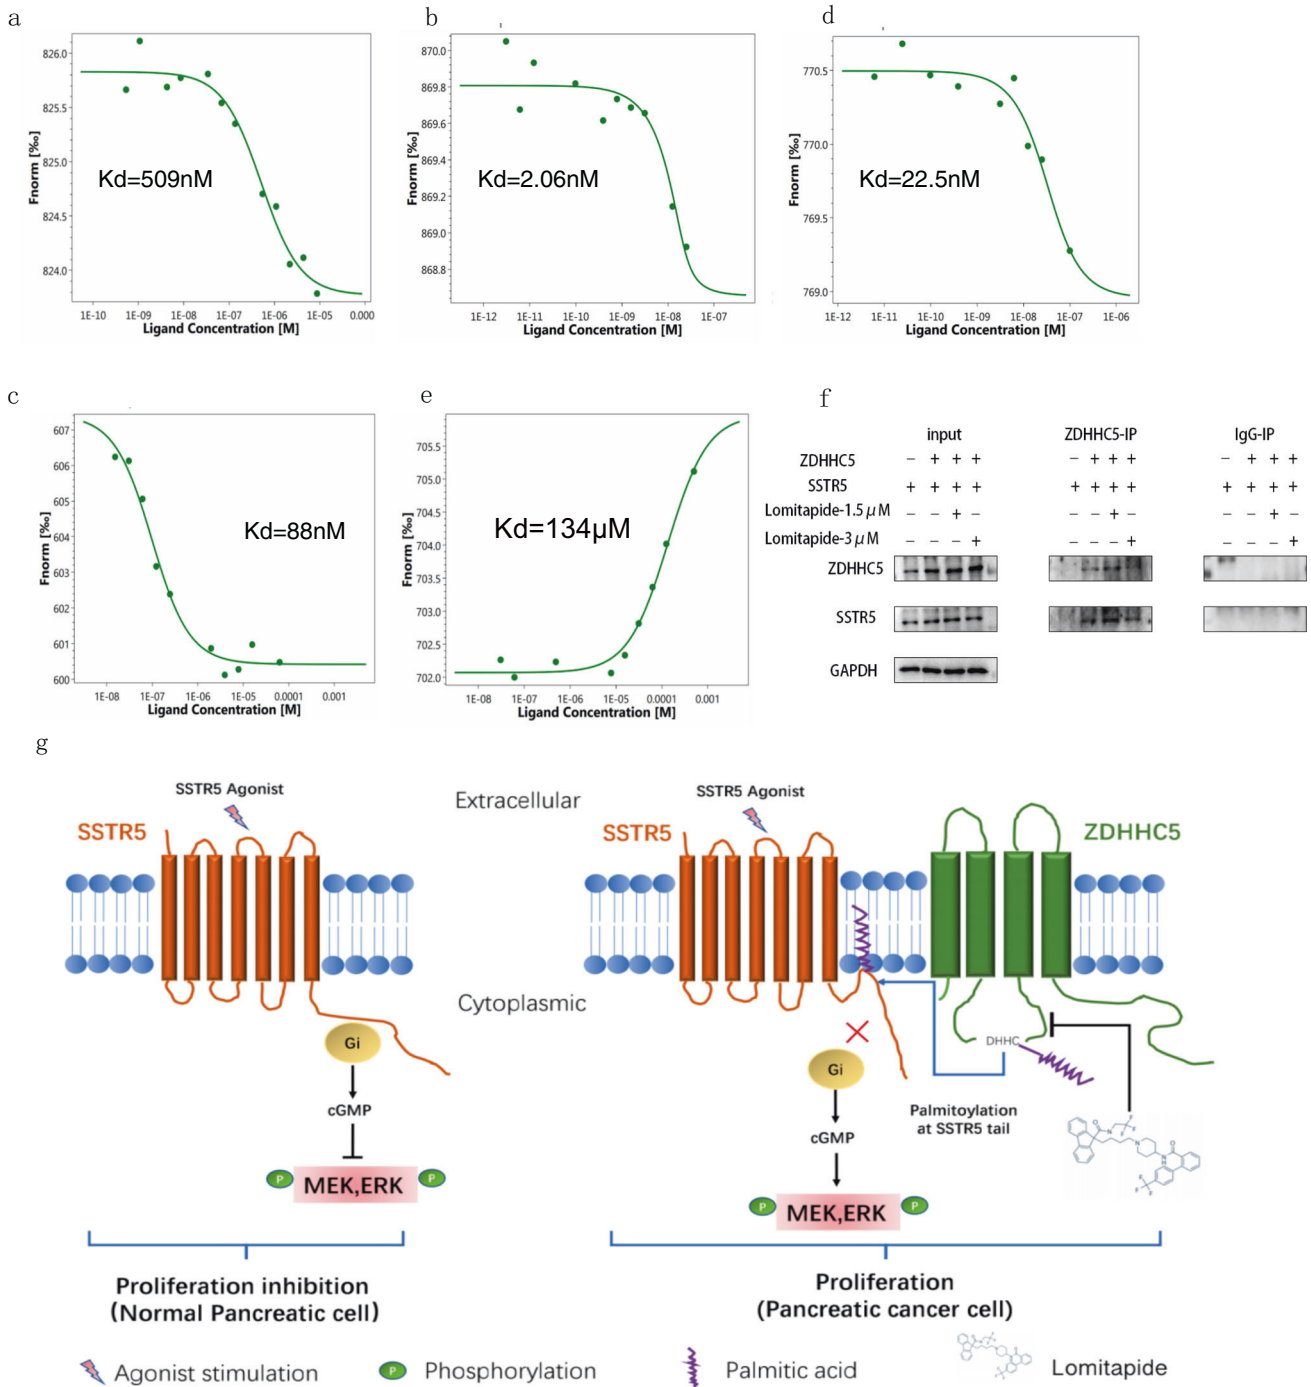 a
826.0
825.5
825.0
824.5
824.0
Fnorm [‰]
Kd=509nM
1E-10 1E-09 1E-08 1E-07 1E-06 1E-05 0.000
Ligand Concentration [M]
b
870.0
869.8
869.6
869.4
869.2
869.0
868.8
Fnorm [‰]
Kd=2.06nM
1E-12 1E-11 1E-10 1E-09 1E-08 1E-07
Ligand Concentration [M]
d
770.5
770.0
769.5
769.0
Fnorm [‰]
Kd=22.5nM
1E-12 1E-11 1E-10 1E-09 1E-08 1E-07 1E-06
Ligand Concentration [M]
c
607
606
605
604
603
602
601
600
Fnorm [‰]
Kd=88nM
1E-08 1E-07 1E-06 1E-05 0.0001 0.001
Ligand Concentration [M]
e
705.5
705.0
704.5
704.0
703.5
703.0
702.5
702.0
Fnorm [‰]
Kd=134μM
1E-08 1E-07 1E-06 1E-05 0.0001 0.001
Ligand Concentration [M]
f
input ZDHHC5-IP IgG-IP
ZDHHC5 − + + + − + + + − + + +
SSTR5 + + + + + + + + + + + +
Lomitapide-1.5μM − − + − − − + − − − + −
Lomitapide-3μM − − − + − − − + − − − +
ZDHHC5
SSTR5
GAPDH
g
SSTR5 Agonist
SSTR5
Extracellular
SSTR5 Agonist
SSTR5
ZDHHC5
Cytoplasmic
Gi
cGMP
P MEK,ERK P
DHHC
Gi
Palmitoylation
at SSTR5 tail
cGMP
P MEK,ERK P
O
N
F
F
F
N
O
NH
F
F
F
Proliferation inhibition
(Normal Pancreatic cell)
Proliferation
(Pancreatic cancer cell)
Agonist stimulation
P Phosphorylation
Palmitic acid
Lomitapide